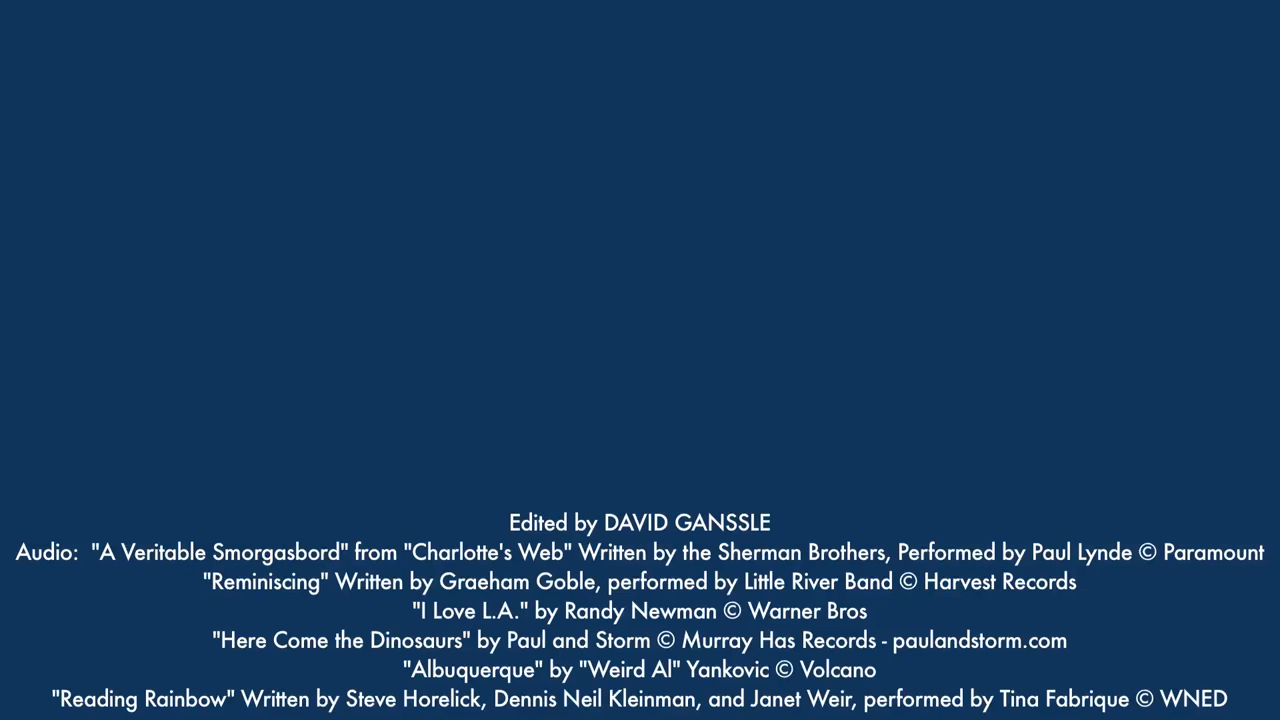 Edited by DAVID GANSSLE
Audio:  "A Veritable Smorgasbord" from "Charlotte's Web" Written by the Sherman Brothers, Performed by Paul Lynde © Paramount
"Reminiscing" Written by Graeham Goble, performed by Little River Band © Harvest Records
"I Love L.A." by Randy Newman © Warner Bros
"Here Come the Dinosaurs" by Paul and Storm © Murray Has Records - paulandstorm.com
"Albuquerque" by "Weird Al" Yankovic © Volcano
"Reading Rainbow" Written by Steve Horelick, Dennis Neil Kleinman, and Janet Weir, performed by Tina Fabrique © WNED